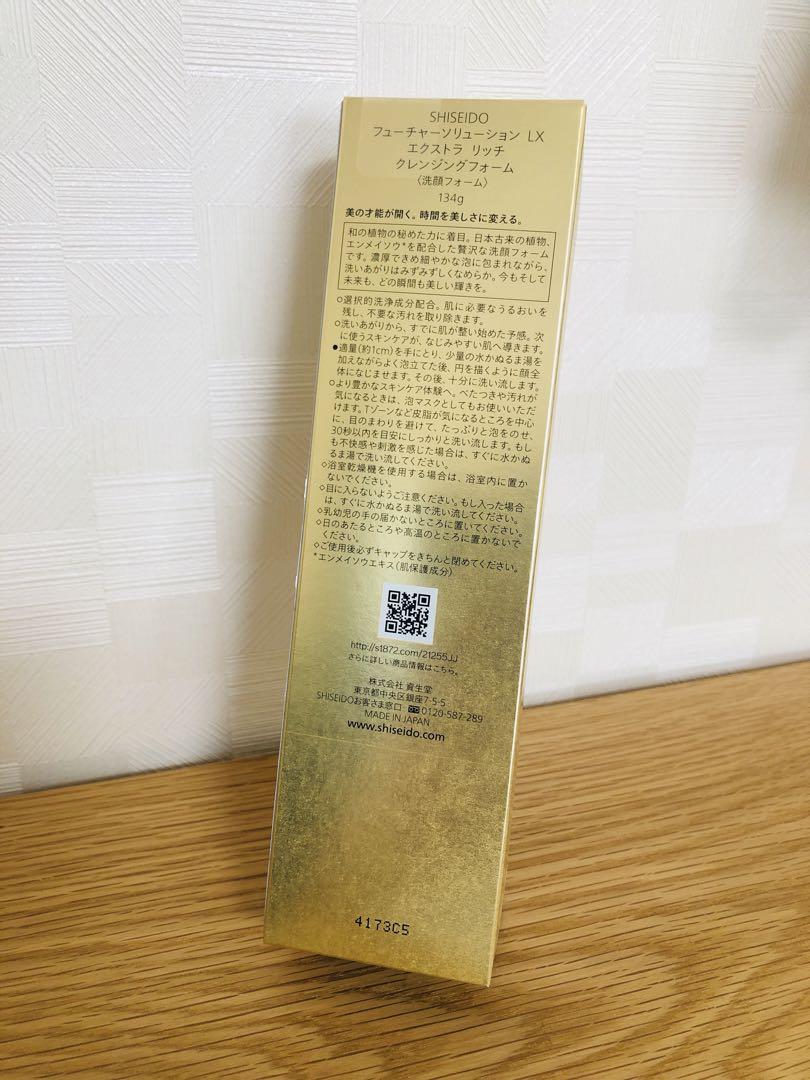 SHISEIDO
フューチャーソリューション LX
エクストラ リッチ
クレンジングフォーム
〈洗顔フォーム〉
134g
美の才能が開く。時間を美しさに変える。
和の植物の秘めた力に着目。日本古来の植物、
エンメイソウ*を配合した贅沢な洗顔フォーム
です。濃厚できめ細やかな泡に包まれながら、
洗いあがりはみずみずしくなめらか。今もそして
未来も、どの瞬間も美しい輝きを。
○選択的洗浄成分配合。肌に必要なうるおいを
残し、不要な汚れを取り除きます。
○洗いあがりから、すでに肌が整い始めた予感。次
に使うスキンケアが、なじみやすい肌へ導きます。
●適量(約1cm)を手にとり、少量の水かぬるま湯を
加えながらよく泡立てた後、円を描くように顔全
体になじませます。その後、十分に洗い流します。
○より豊かなスキンケア体験へ。べたつきや汚れが
気になるときは、泡マスクとしてもお使いいただ
けます。Tゾーンなど皮脂が気になるところを中心
に、目のまわりを避けて、たっぷりと泡をのせ、
30秒以内を目安にしっかりと洗い流します。もし
も不快感や刺激を感じた場合は、すぐに水かぬ
るま湯で洗い流してください。
◇浴室乾燥機を使用する場合は、浴室内に置か
ないでください。
◇目に入らないようご注意ください。もし入った場合
は、すぐに水かぬるま湯で洗い流してください。
◇乳幼児の手の届かないところに置いてください。
◇日のあたるところや高温のところに置かないで
ください。
◇ご使用後必ずキャップをきちんと閉めてください。
*エンメイソウエキス(肌保護成分)
http://s1872.com/21255JJ
さらに詳しい商品情報はこちら。
株式会社 資生堂
東京都中央区銀座7-5-5
SHISEIDOお客さま窓口 0120-587-289
MADE IN JAPAN
www.shiseido.com
4173C5